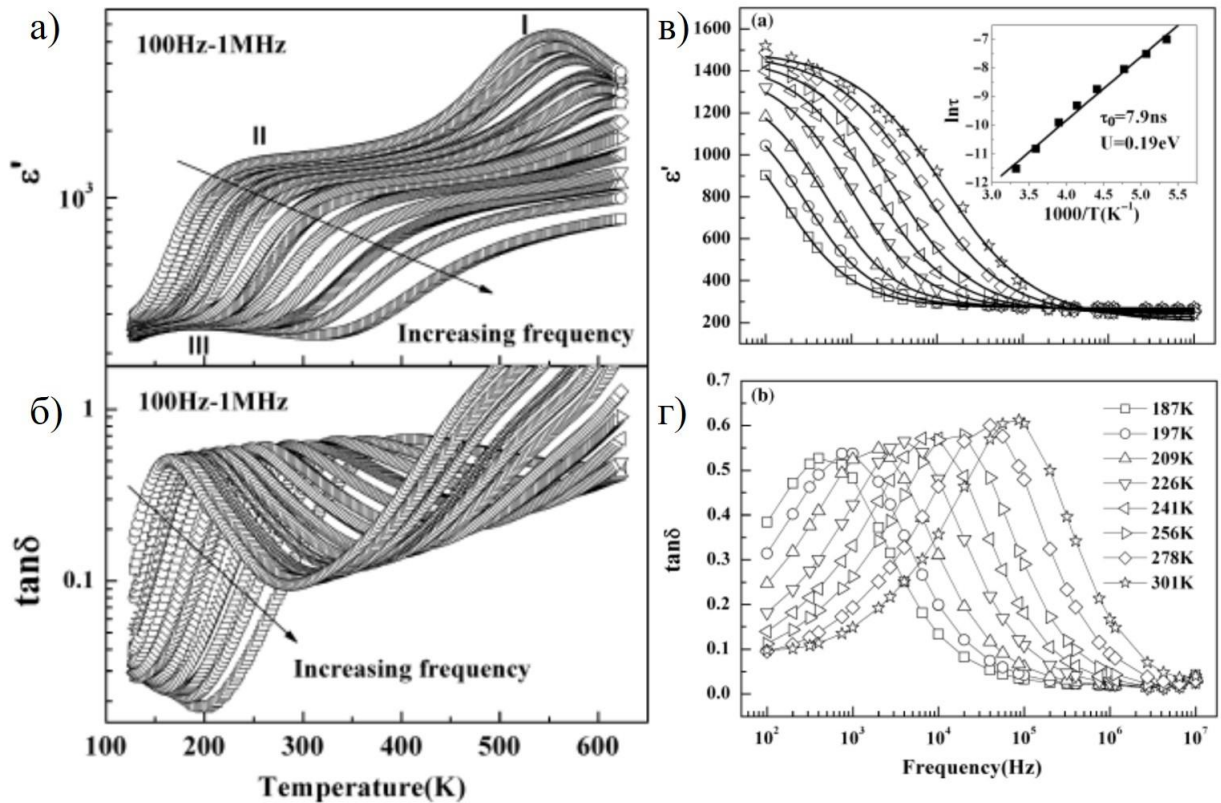 а)
100Hz-1MHz
I
II
III
ε'
10³
Increasing frequency
б)
100Hz-1MHz
1
0.1
tanδ
Increasing frequency
100 200 300 400 500 600
Temperature(K)
в)
(a)
1600
1400
1200
1000
800
600
400
200
ε'
-7
-8
-9
-10
-11
-12
lnτ
τ₀=7.9ns
U=0.19eV
3.0 3.5 4.0 4.5 5.0 5.5
1000/T(K⁻¹)
г)
(b)
0.7
0.6
0.5
0.4
0.3
0.2
0.1
0.0
tanδ
187K
197K
209K
226K
241K
256K
278K
301K
10² 10³ 10⁴ 10⁵ 10⁶ 10⁷
Frequency(Hz)